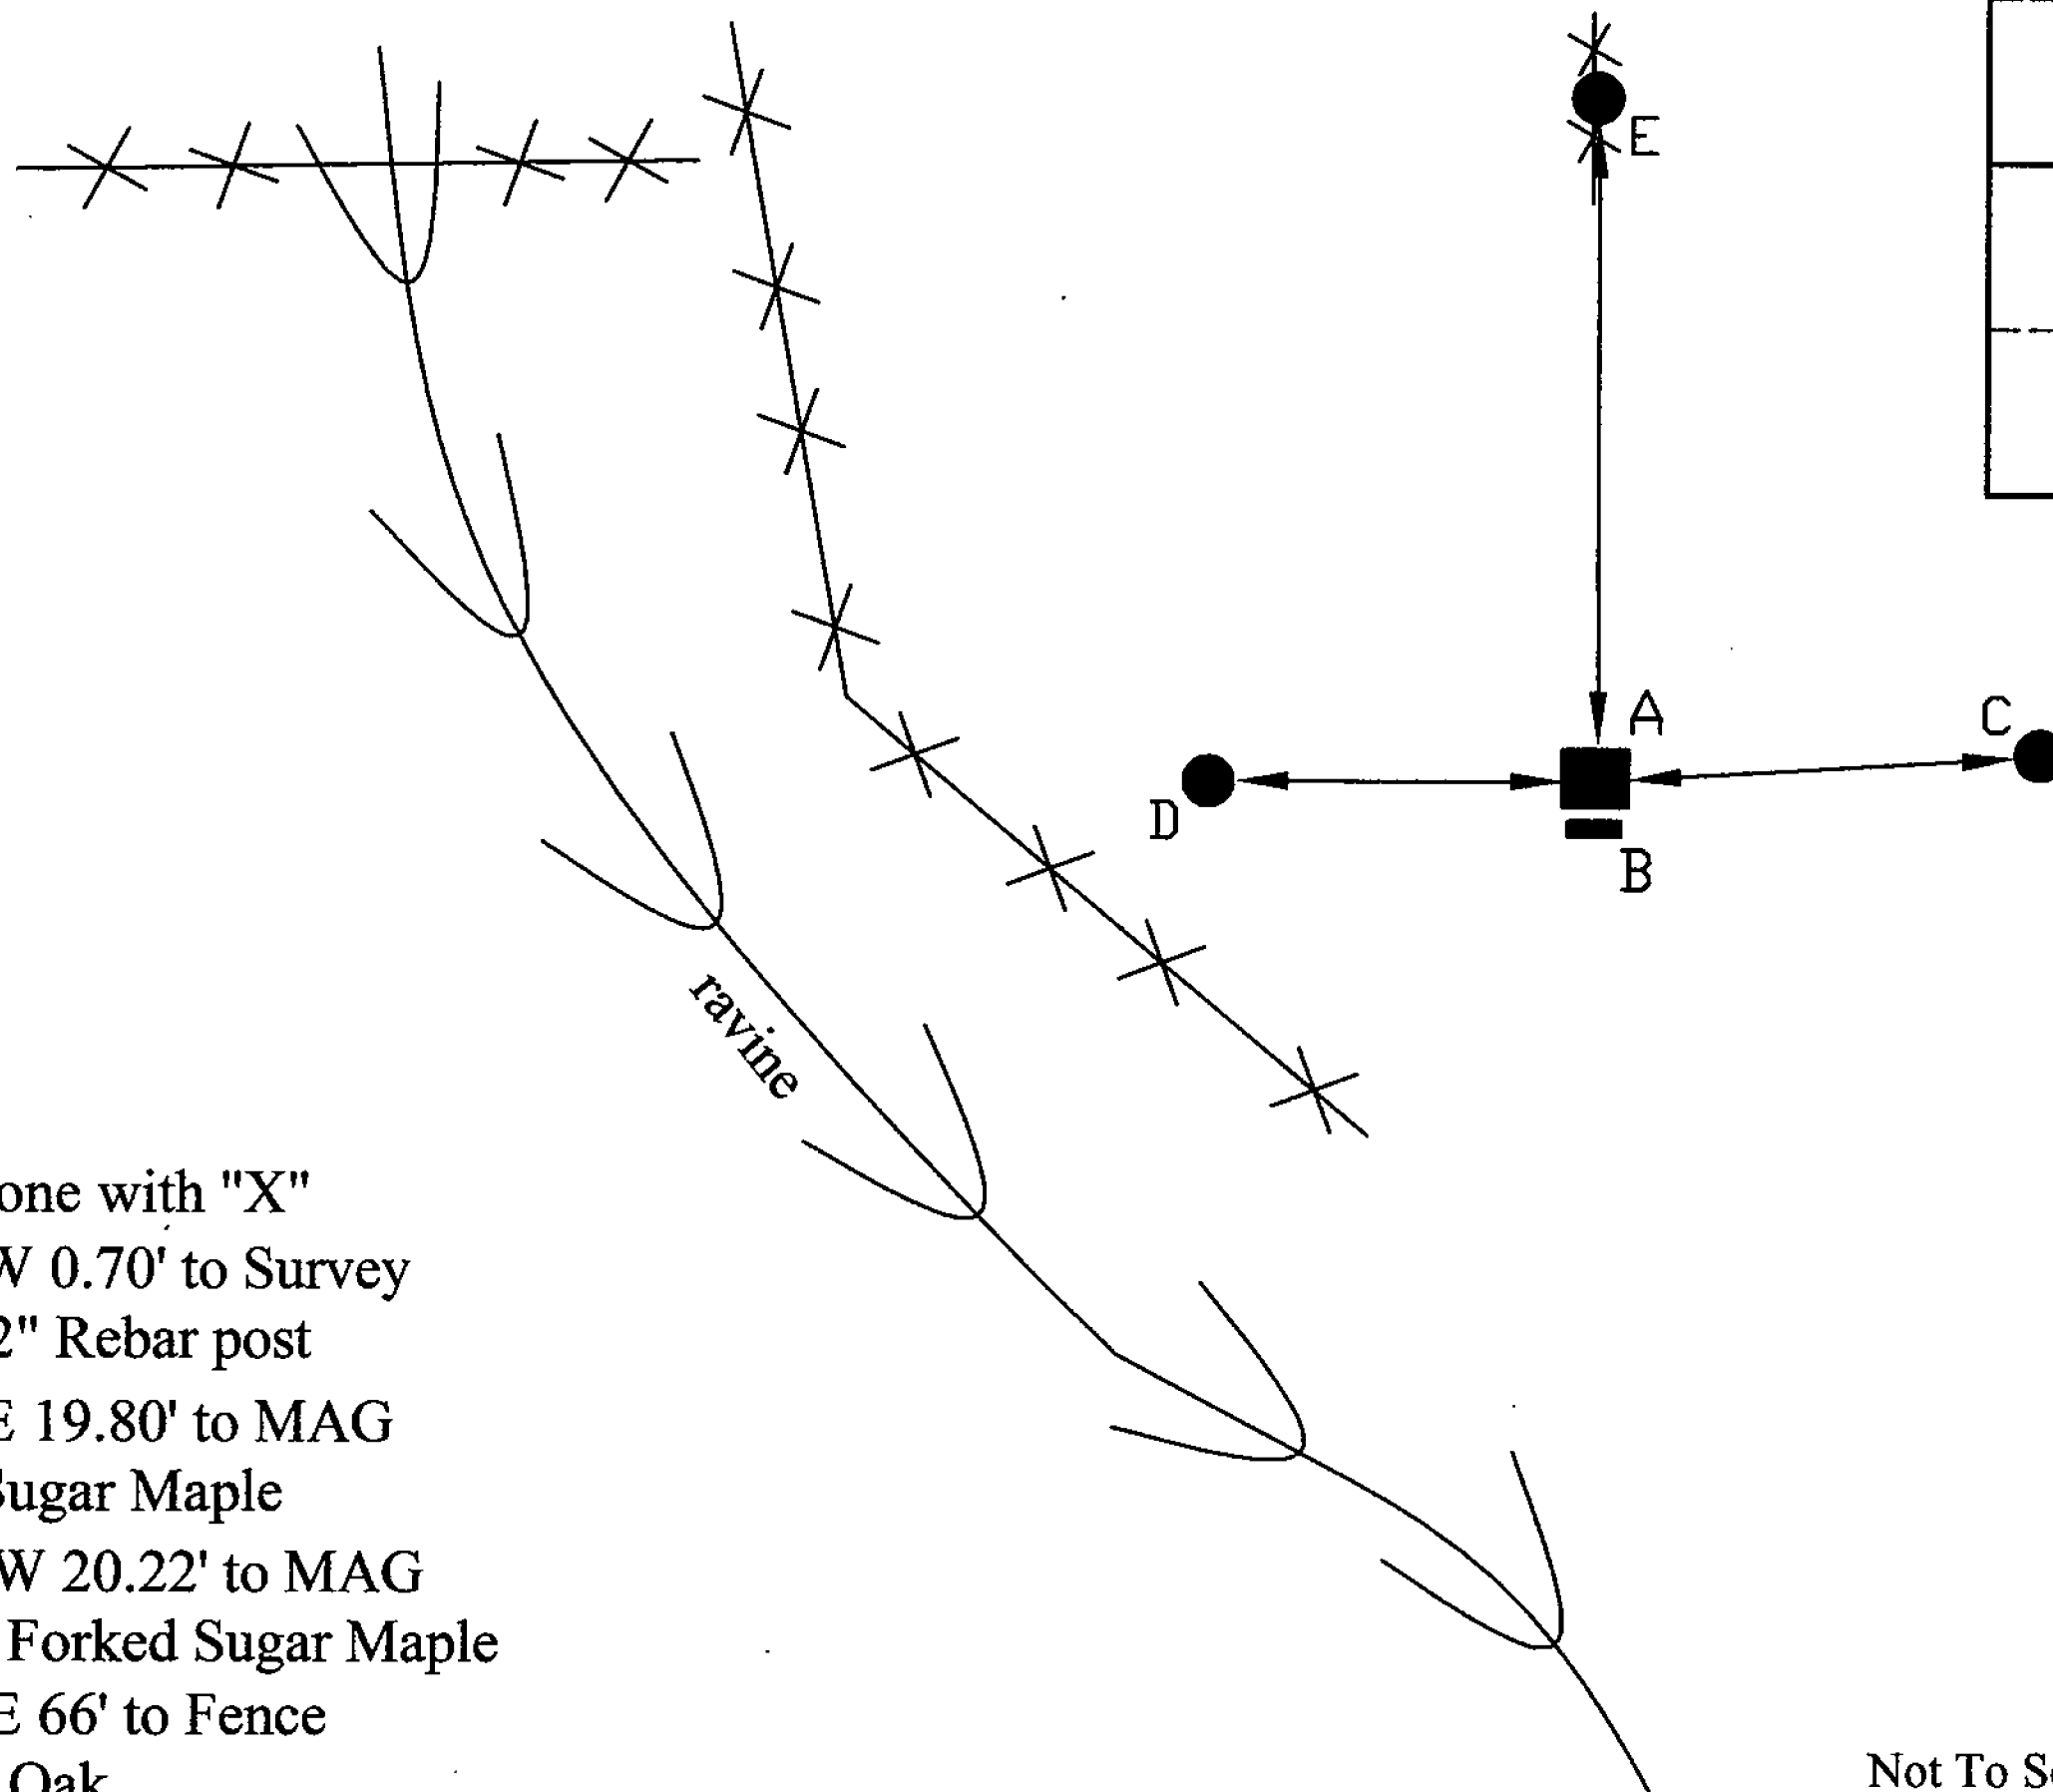 E
A
C
D
B
ravine
one with "X"
W 0.70' to Survey
2" Rebar post
E 19.80' to MAG
Sugar Maple
W 20.22' to MAG
Forked Sugar Maple
E 66' to Fence
Oak
Not To